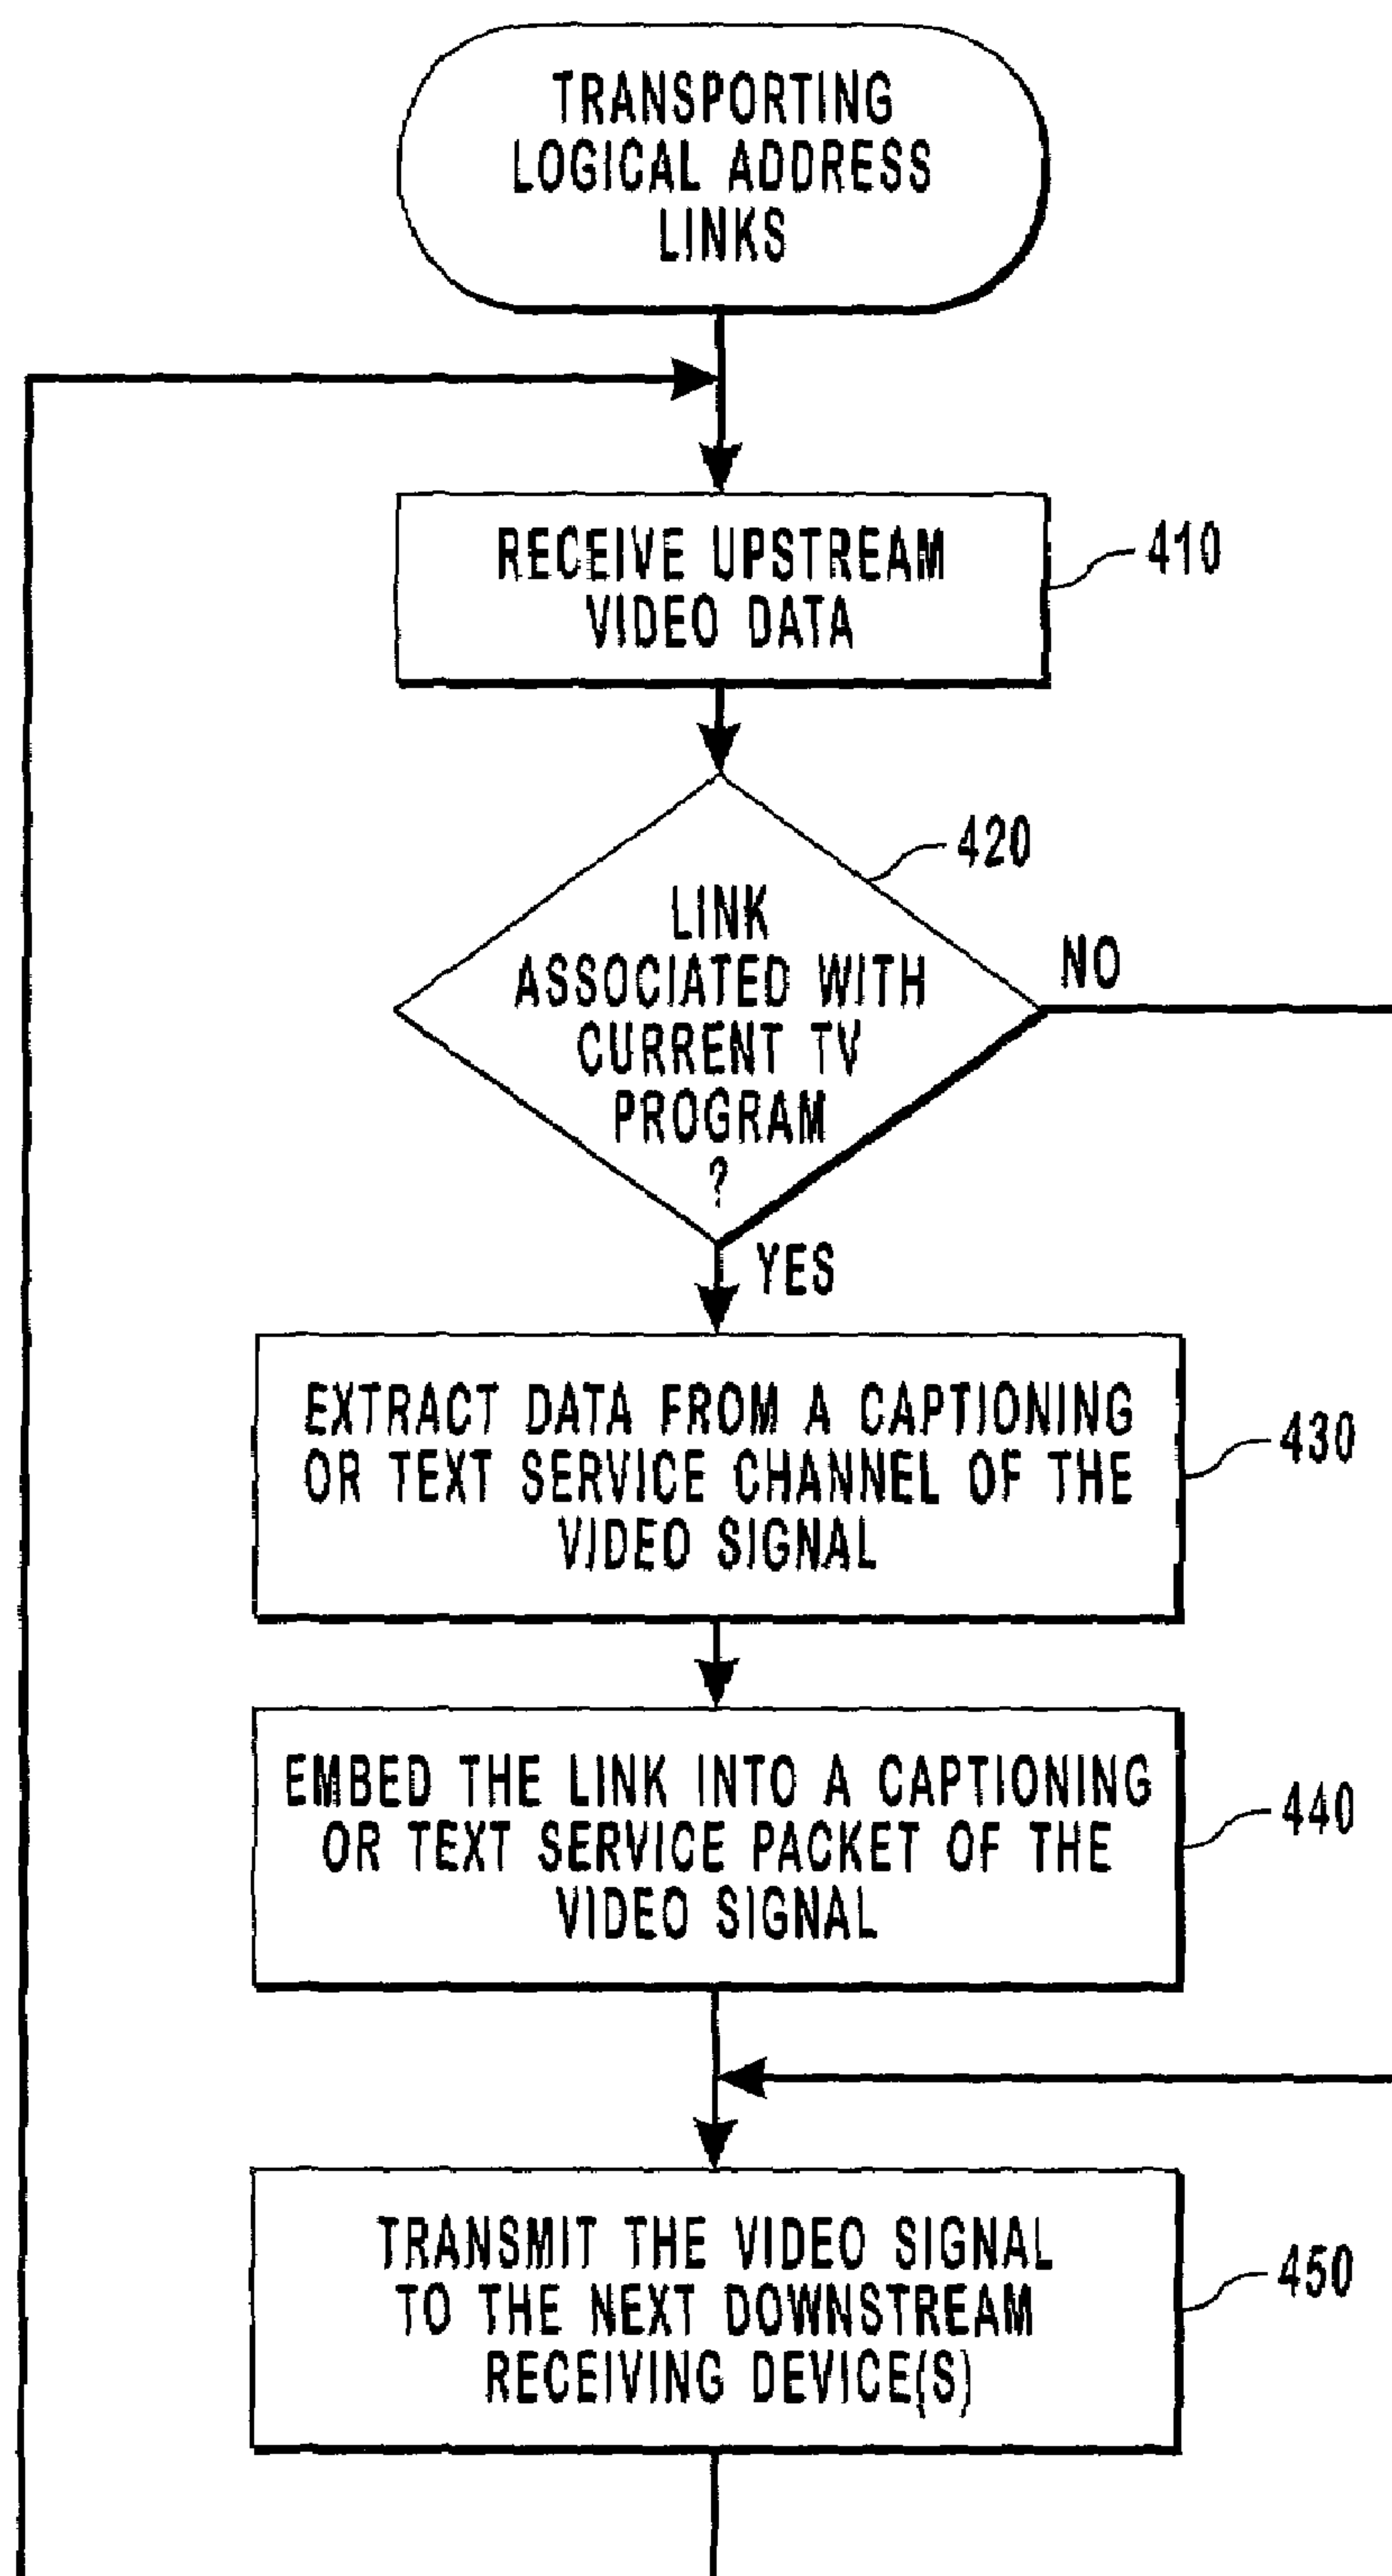 TRANSPORTING
LOGICAL ADDRESS
LINKS
RECEIVE UPSTREAM
VIDEO DATA
410
420
LINK
ASSOCIATED WITH
CURRENT TV
PROGRAM
?
NO
YES
EXTRACT DATA FROM A CAPTIONING
OR TEXT SERVICE CHANNEL OF THE
VIDEO SIGNAL
430
EMBED THE LINK INTO A CAPTIONING
OR TEXT SERVICE PACKET OF THE
VIDEO SIGNAL
440
TRANSMIT THE VIDEO SIGNAL
TO THE NEXT DOWNSTREAM
RECEIVING DEVICE(S)
450